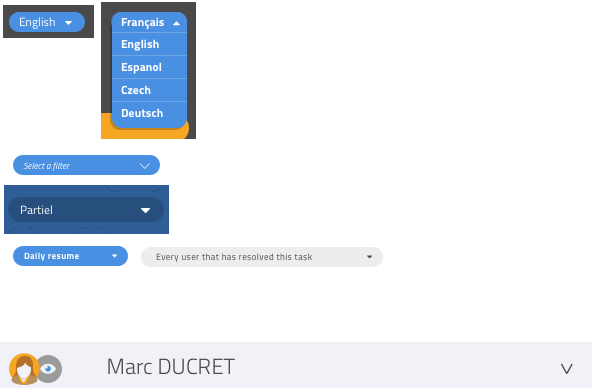 English
Français
English
Espanol
Czech
Deutsch
Select a filter
Partiel
Daily resume
Every user that has resolved this task
Marc DUCRET